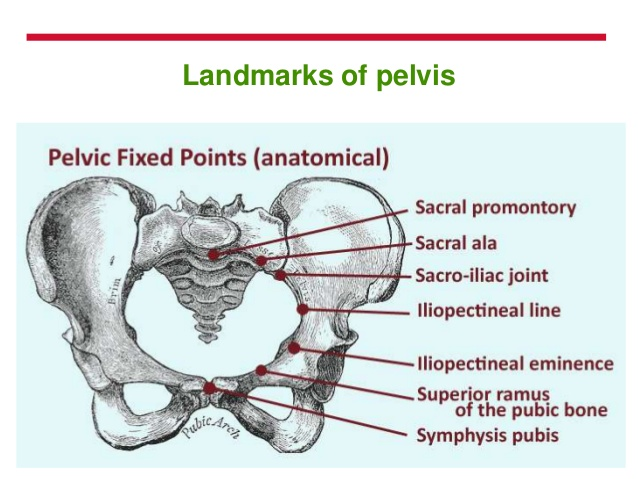 Landmarks of pelvis
Pelvic Fixed Points (anatomical)
Sacral promontory
Sacral ala
Sacro-iliac joint
Brim
Iliopectineal line
Iliopectineal eminence
Superior ramus
of the pubic bone
Symphysis pubis
Pubic Arch